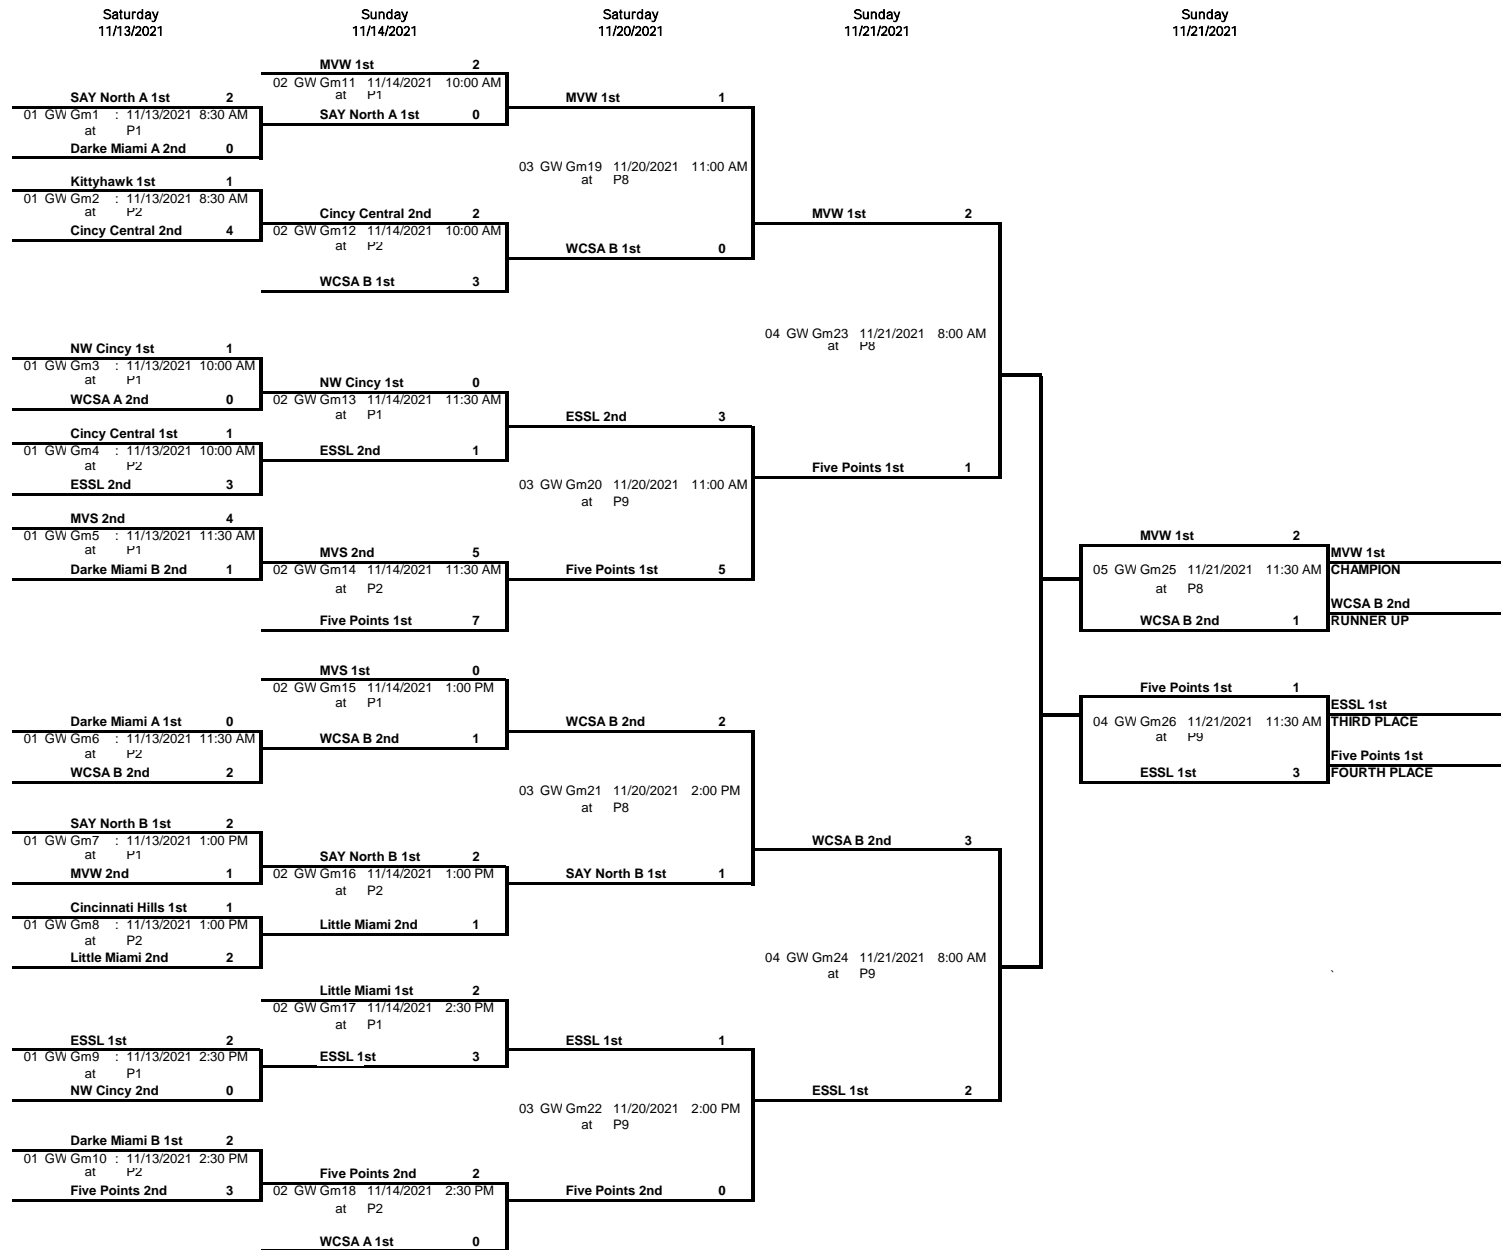 Saturday
11/13/2021
Sunday
11/14/2021
Saturday
11/20/2021
Sunday
11/21/2021
Sunday
11/21/2021
SAY North A 1st 2
01 GW Gm1 : 11/13/2021 8:30 AM
at P1
Darke Miami A 2nd 0
Kittyhawk 1st 1
01 GW Gm2 : 11/13/2021 8:30 AM
at P2
Cincy Central 2nd 4
NW Cincy 1st 1
01 GW Gm3 : 11/13/2021 10:00 AM
at P1
WCSA A 2nd 0
Cincy Central 1st 1
01 GW Gm4 : 11/13/2021 10:00 AM
at P2
ESSL 2nd 3
MVS 2nd 4
01 GW Gm5 : 11/13/2021 11:30 AM
at P1
Darke Miami B 2nd 1
Darke Miami A 1st 0
01 GW Gm6 : 11/13/2021 11:30 AM
at P2
WCSA B 2nd 2
SAY North B 1st 2
01 GW Gm7 : 11/13/2021 1:00 PM
at P1
MVW 2nd 1
Cincinnati Hills 1st 1
01 GW Gm8 : 11/13/2021 1:00 PM
at P2
Little Miami 2nd 2
ESSL 1st 2
01 GW Gm9 : 11/13/2021 2:30 PM
at P1
NW Cincy 2nd 0
Darke Miami B 1st 2
01 GW Gm10 : 11/13/2021 2:30 PM
at P2
Five Points 2nd 3
MVW 1st 2
02 GW Gm11 11/14/2021 10:00 AM
at P1
SAY North A 1st 0
Cincy Central 2nd 2
02 GW Gm12 11/14/2021 10:00 AM
at P2
WCSA B 1st 3
NW Cincy 1st 0
02 GW Gm13 11/14/2021 11:30 AM
at P1
ESSL 2nd 1
MVS 2nd 5
02 GW Gm14 11/14/2021 11:30 AM
at P2
Five Points 1st 7
MVS 1st 0
02 GW Gm15 11/14/2021 1:00 PM
at P1
WCSA B 2nd 1
SAY North B 1st 2
02 GW Gm16 11/14/2021 1:00 PM
at P2
Little Miami 2nd 1
Little Miami 1st 2
02 GW Gm17 11/14/2021 2:30 PM
at P1
ESSL 1st 3
Five Points 2nd 2
02 GW Gm18 11/14/2021 2:30 PM
at P2
WCSA A 1st 0
MVW 1st 1
03 GW Gm19 11/20/2021 11:00 AM
at P8
WCSA B 1st 0
ESSL 2nd 3
03 GW Gm20 11/20/2021 11:00 AM
at P9
Five Points 1st 5
WCSA B 2nd 2
03 GW Gm21 11/20/2021 2:00 PM
at P8
SAY North B 1st 1
ESSL 1st 1
03 GW Gm22 11/20/2021 2:00 PM
at P9
Five Points 2nd 0
MVW 1st 2
04 GW Gm23 11/21/2021 8:00 AM
at P8
Five Points 1st 1
WCSA B 2nd 3
04 GW Gm24 11/21/2021 8:00 AM
at P9
ESSL 1st 2
MVW 1st 2
05 GW Gm25 11/21/2021 11:30 AM
at P8
WCSA B 2nd 1
MVW 1st
CHAMPION
WCSA B 2nd
RUNNER UP
Five Points 1st 1
04 GW Gm26 11/21/2021 11:30 AM
at P9
ESSL 1st 3
ESSL 1st
THIRD PLACE
Five Points 1st
FOURTH PLACE
`